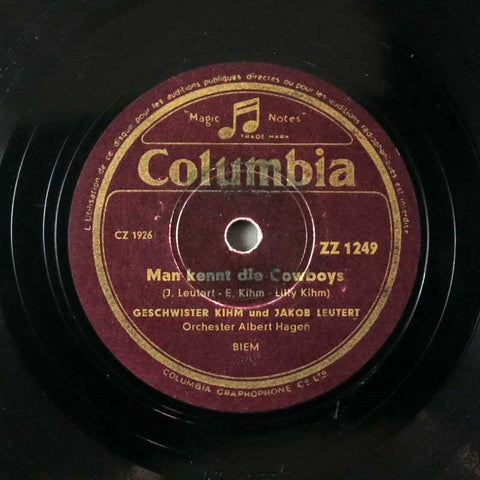 L'Utilisation de ce disque pour les auditions publiques directes ou pour les auditions radiophoniques est interdite
"Magic Notes"
TRADE MARK
Columbia
CZ 1926
ZZ 1249
Man kennt die Cowboys
(J. Leutert - E. Kihm - Lilly Kihm)
GESCHWISTER KIHM und JAKOB LEUTERT
Orchester Albert Hagen
BIEM
COLUMBIA GRAPHOPHONE Co LTD.